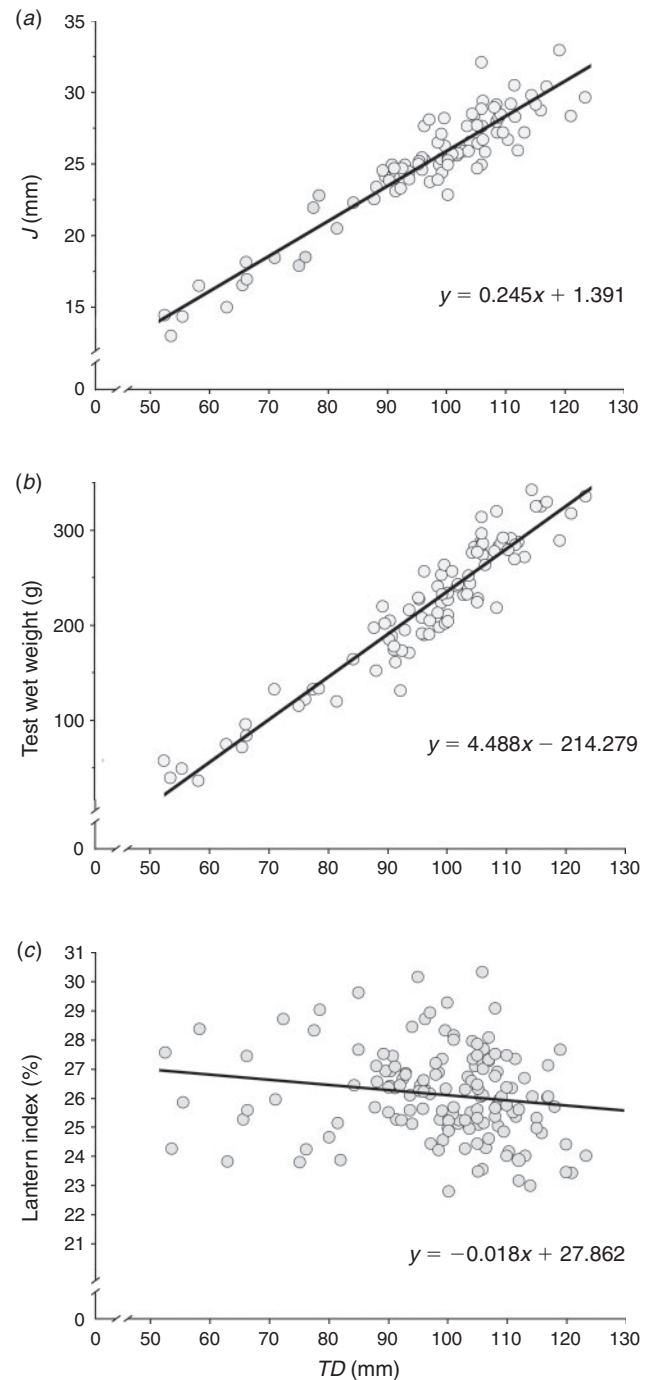 (a)
35
30
25
20
15
0
J (mm)
y = 0.245x + 1.391
0 50 60 70 80 90 100 110 120 130
(b)
300
200
100
0
Test wet weight (g)
y = 4.488x − 214.279
0 50 60 70 80 90 100 110 120 130
(c)
31
30
29
28
27
26
25
24
23
22
21
0
Lantern index (%)
y = −0.018x + 27.862
0 50 60 70 80 90 100 110 120 130
TD (mm)